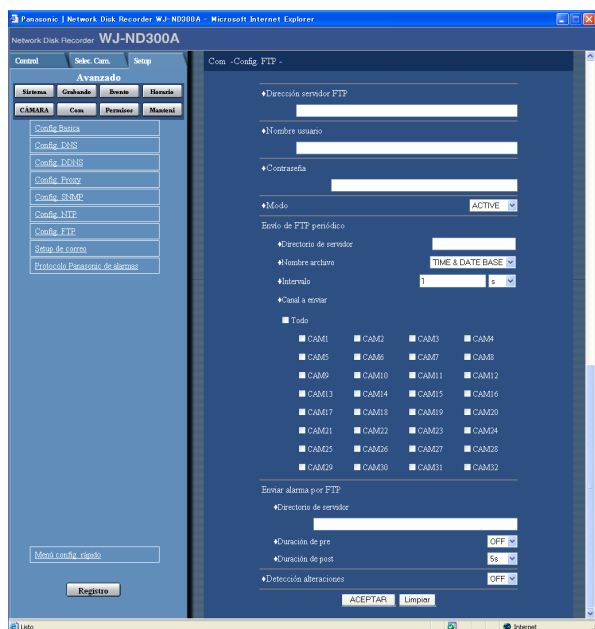 Panasonic | Network Disk Recorder WJ-ND300A - Microsoft Internet Explorer
Network Disk Recorder WJ-ND300A
Control Selec. Cam. Setup
Avanzado
Sistema Grabando Evento Horario
CÁMARA Com Permisos Manteni
Config Basica
Config. DNS
Config. DDNS
Config. Proxy
Config. SNMP
Config. NTP
Config. FTP
Setup de correo
Protocolo Panasonic de alarmas
Menú config. rápido
Registro
Com -Config. FTP -
♦Dirección servidor FTP
♦Nombre usuario
♦Contraseña
♦Modo ACTIVE
Envío de FTP periódico
♦Directorio de servidor
♦Nombre archivo TIME & DATE BASE
♦Intervalo 1 s
♦Canal a enviar
Todo
CAM1 CAM2 CAM3 CAM4
CAM5 CAM6 CAM7 CAM8
CAM9 CAM10 CAM11 CAM12
CAM13 CAM14 CAM15 CAM16
CAM17 CAM18 CAM19 CAM20
CAM21 CAM22 CAM23 CAM24
CAM25 CAM26 CAM27 CAM28
CAM29 CAM30 CAM31 CAM32
Enviar alarma por FTP
♦Directorio de servidor
♦Duración de pre OFF
♦Duración de post 5s
♦Detección alteraciones OFF
ACEPTAR Limpiar
Listo Internet